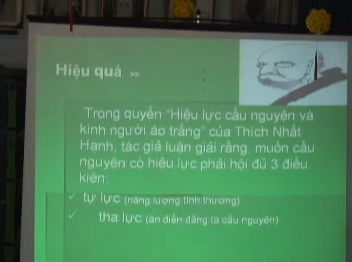 Hiệu quả »
Trong quyển "Hiệu lực cầu nguyện và
kinh người áo trắng" của Thích Nhất
Hạnh, tác giả luận giải rằng, muốn cầu
nguyện có hiệu lực phải hội đủ 3 điều
kiện:
✓ tự lực (năng lượng tình thương)
✓ tha lực (ân điển đấng ta cầu nguyện)